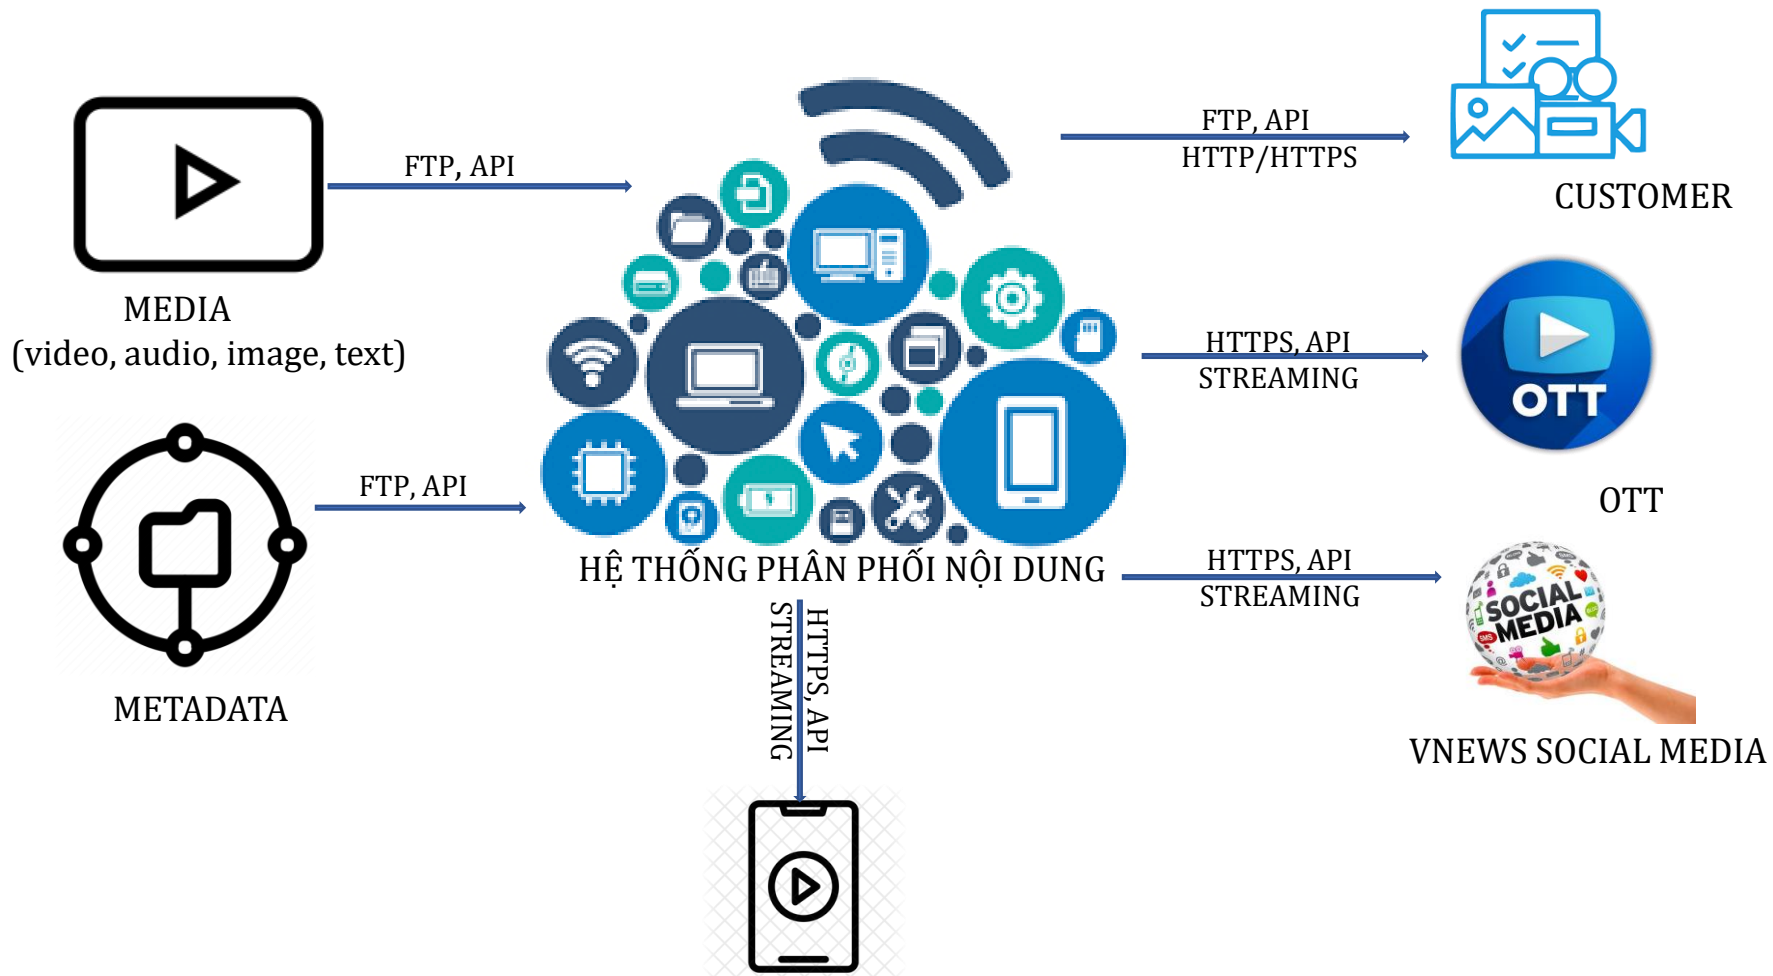 FTP, API
MEDIA
(video, audio, image, text)
FTP, API
METADATA
HỆ THỐNG PHÂN PHỐI NỘI DUNG
HTTPS, API
STREAMING
FTP, API
HTTP/HTTPS
CUSTOMER
HTTPS, API
STREAMING
OTT
OTT
HTTPS, API
STREAMING
SOCIAL
MEDIA
SMS
VNEWS SOCIAL MEDIA